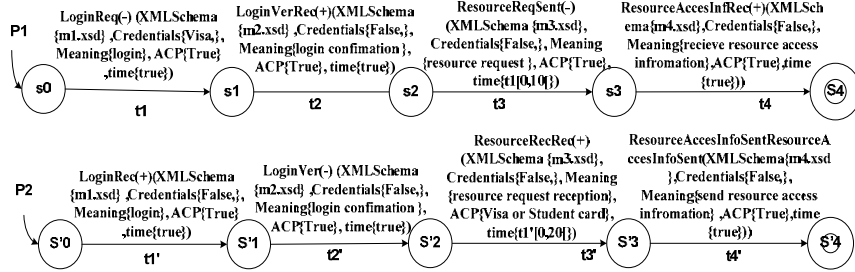 P1
LoginReq(-) (XMLSchema
{m1.xsd} ,Credentials{Visa,}
Meaning{login}, ACP{True}
,time{true})
LoginVerRec(+)(XMLSchema
{m2.xsd} ,Credentials{False,},
Meaning{login confimation},
ACP{True}, time{true})
ResourceReqSent(-)
(XMLSchema {m3.xsd},
Credentials{False,}, Meaning
{resource request }, ACP{True},
time{t1[0,10[})
ResourceAccesInfRec(+)(XMLSch
ema{m4.xsd},Credentials{False,},
Meaning{recieve resource access
infromation} ,ACP{True},time
{true}))
s0
s1
s2
s3
S4
t1
t2
t3
t4
P2
LoginRec(+)(XMLSchema
{m1.xsd} ,Credentials{False,},
Meaning{login}, ACP{True}
,time{true})
LoginVer(-) (XMLSchema
{m2.xsd} ,Credentials{False,},
Meaning{login confimation},
ACP{True}, time{true})
ResourceRecRec(+)
(XMLSchema {m3.xsd},
Credentials{False,}, Meaning
{resource request reception},
ACP{Visa or Student card},
time{t1'[0,20[})
ResourceAccesInfoSentResourceA
ccesInfoSent(XMLSchema{m4.xsd
},Credentials{False,},
Meaning{send resource access
infromation} ,ACP{True},time
{true}))
S'0
S'1
S'2
S'3
S'4
t1'
t2'
t3'
t4'